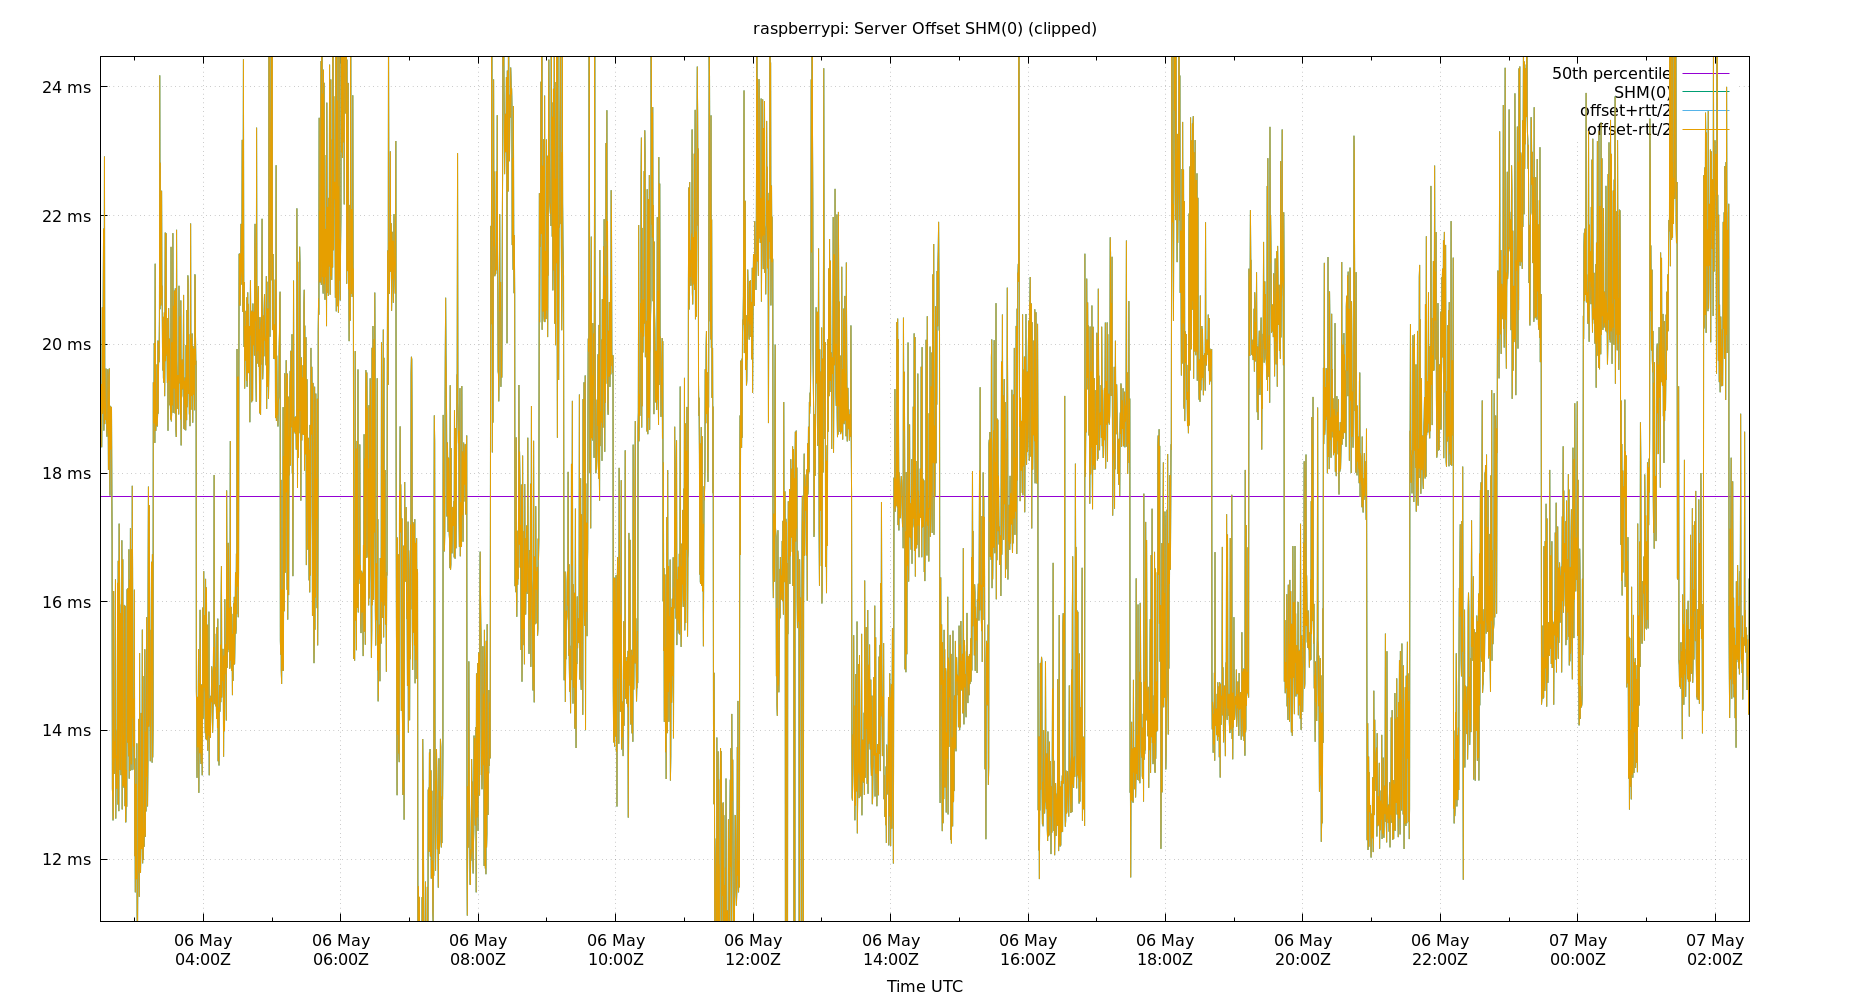 raspberrypi: Server Offset SHM(0) (clipped)
50th percentile
SHM(0)
offset+rtt/2
offset-rtt/2
24 ms
22 ms
20 ms
18 ms
16 ms
14 ms
12 ms
06 May 06 May 06 May 06 May 06 May 06 May 06 May 06 May 06 May 06 May 07 May 07 May
04:00Z 06:00Z 08:00Z 10:00Z 12:00Z 14:00Z 16:00Z 18:00Z 20:00Z 22:00Z 00:00Z 02:00Z
Time UTC